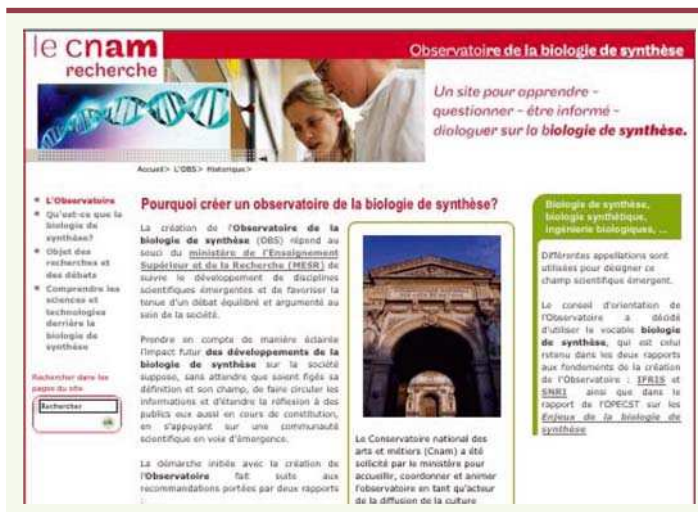 le cnam
recherche
Observatoire de la biologie de synthèse
Un site pour apprendre -
questionner - être informé -
dialoguer sur la biologie de synthèse.
Accueil> L'OBS> Historique>
L'Observatoire
Qu'est-ce que la
biologie de
synthèse?
Objet des
recherches et
des débats
Comprendre les
sciences et
technologies
derrière la
biologie de
synthèse
Rechercher dans les
pages du site
Rechercher
ok
Pourquoi créer un observatoire de la biologie de synthèse?
La création de l'Observatoire de la
biologie de synthèse (OBS) répond au
souci du ministère de l'Enseignement
Supérieur et de la Recherche (MESR) de
suivre le développement de disciplines
scientifiques émergentes et de favoriser la
tenue d'un débat équilibré et argumenté au
sein de la société.
Prendre en compte de manière éclairée
l'impact futur des développements de la
biologie de synthèse sur la société
suppose, sans attendre que soient figés sa
définition et son champ, de faire circuler les
informations et d'étendre la réflexion à des
publics eux aussi en cours de constitution,
en s'appuyant sur une communauté
scientifique en voie d'émergence.
La démarche initiée avec la création de
l'Observatoire fait suite aux
recommandations portées par deux rapports
:
Le Conservatoire national des
arts et métiers (Cnam) a été
sollicité par le ministère pour
accueillir, coordonner et animer
l'observatoire en tant qu'acteur
de la diffusion de la culture
Biologie de synthèse,
biologie synthétique,
ingénierie biologiques, ...
Différentes appellations sont
utilisées pour désigner ce
champ scientifique émergent.
Le conseil d'orientation de
l'Observatoire a décidé
d'utiliser le vocable biologie
de synthèse, qui est celui
retenu dans les deux rapports
aux fondements de la création
de l'Observatoire : IFRIS et
SNRI ainsi que dans le
rapport de l'OPECST sur les
Enjeux de la biologie de
synthèse